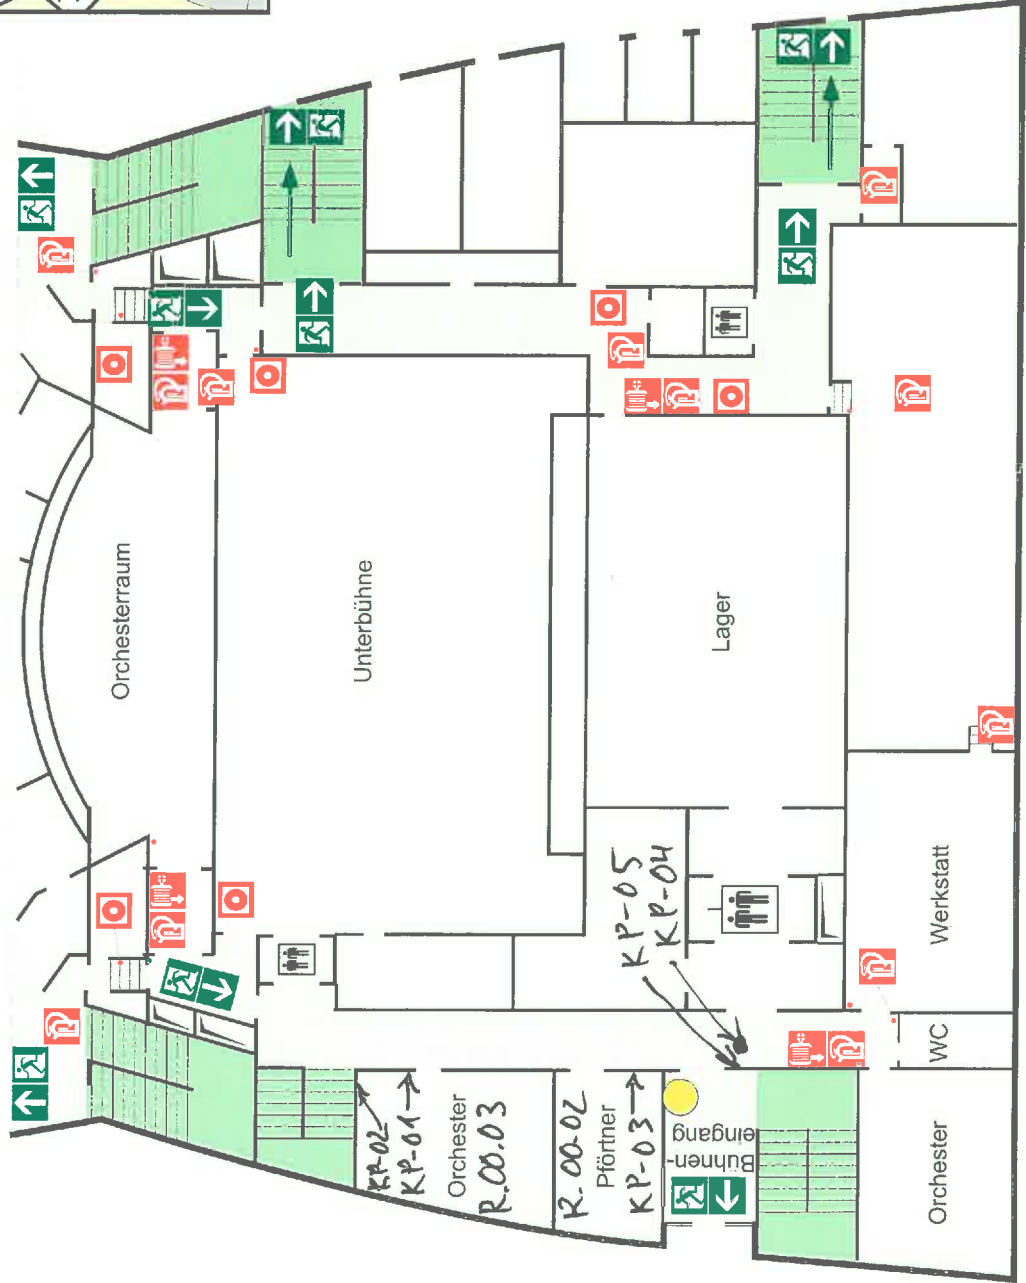 Orchesterraum
Unterbühne
Lager
Werkstatt
WC
Orchester
KP-05
KP-04
KP-02
KP-01
Orchester
R.00.03
R.00-02
Pförtner
KP-03
Bühnen-
eingang